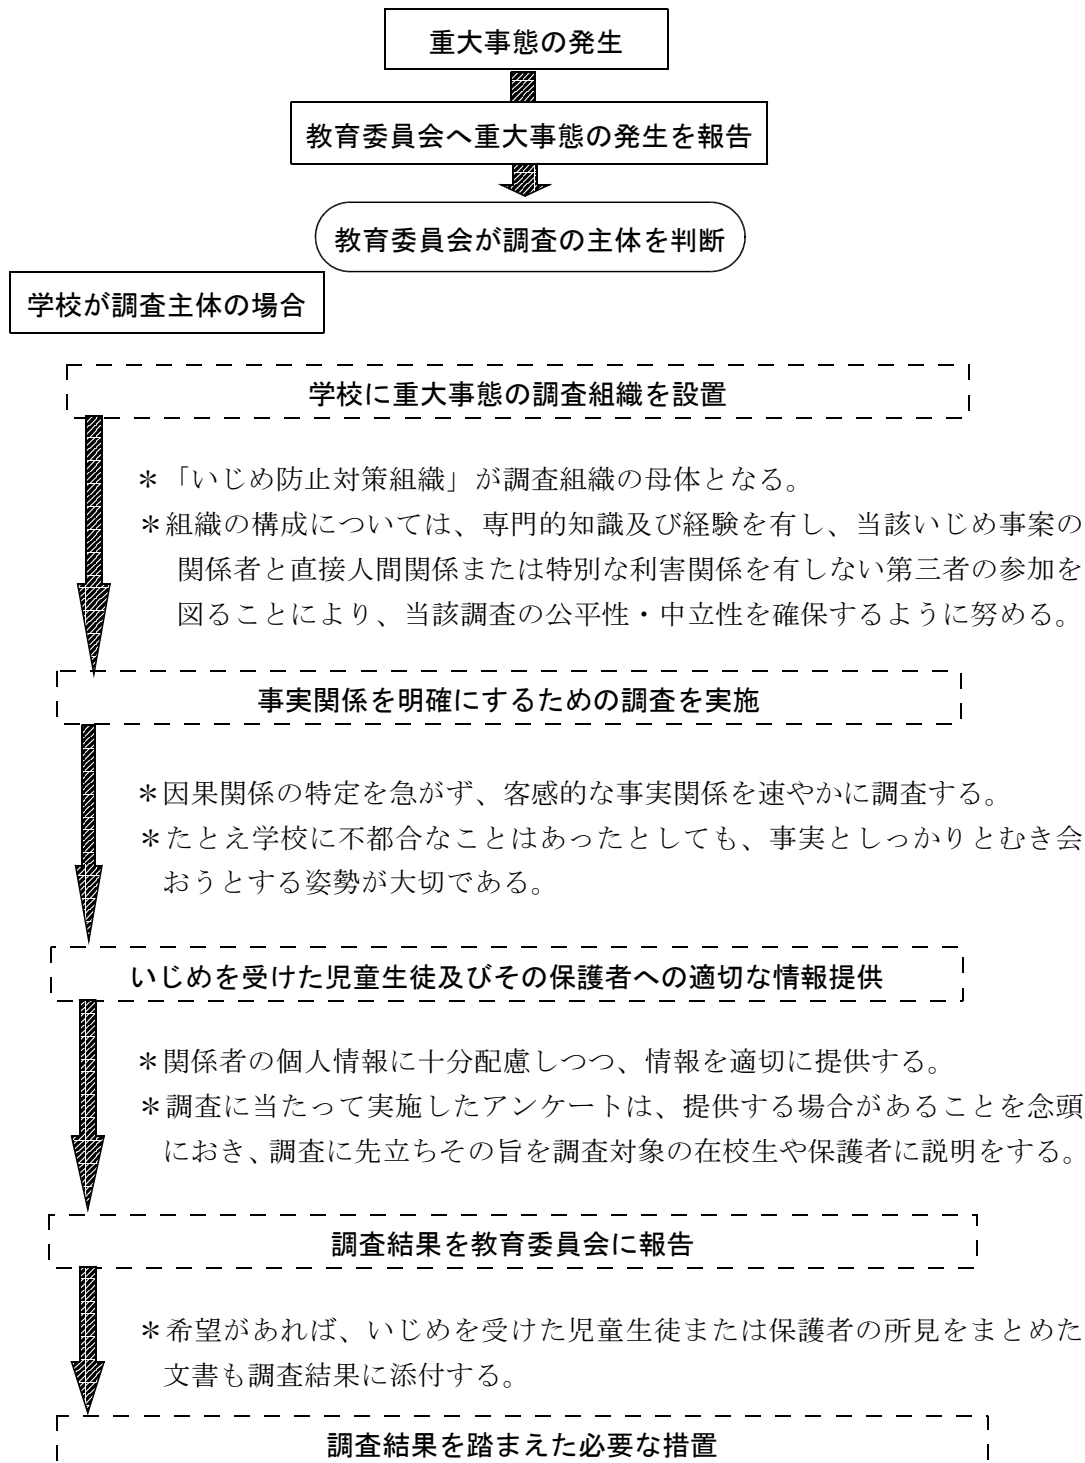 重大事態の発生
教育委員会へ重大事態の発生を報告
教育委員会が調査の主体を判断
学校が調査主体の場合
学校に重大事態の調査組織を設置
＊「いじめ防止対策組織」が調査組織の母体となる。
＊組織の構成については、専門的知識及び経験を有し、当該いじめ事案の
関係者と直接人間関係または特別な利害関係を有しない第三者の参加を
図ることにより、当該調査の公平性・中立性を確保するように努める。
事実関係を明確にするための調査を実施
＊因果関係の特定を急がず、客感的な事実関係を速やかに調査する。
＊たとえ学校に不都合なことはあったとしても、事実としっかりとむき会
おうとする姿勢が大切である。
いじめを受けた児童生徒及びその保護者への適切な情報提供
＊関係者の個人情報に十分配慮しつつ、情報を適切に提供する。
＊調査に当たって実施したアンケートは、提供する場合があることを念頭
におき、調査に先立ちその旨を調査対象の在校生や保護者に説明をする。
調査結果を教育委員会に報告
＊希望があれば、いじめを受けた児童生徒または保護者の所見をまとめた
文書も調査結果に添付する。
調査結果を踏まえた必要な措置